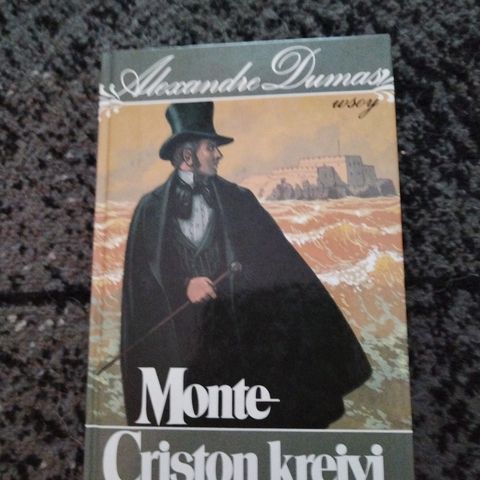 Alexandre Dumas
wsoy
Monte-
Criston kreivi